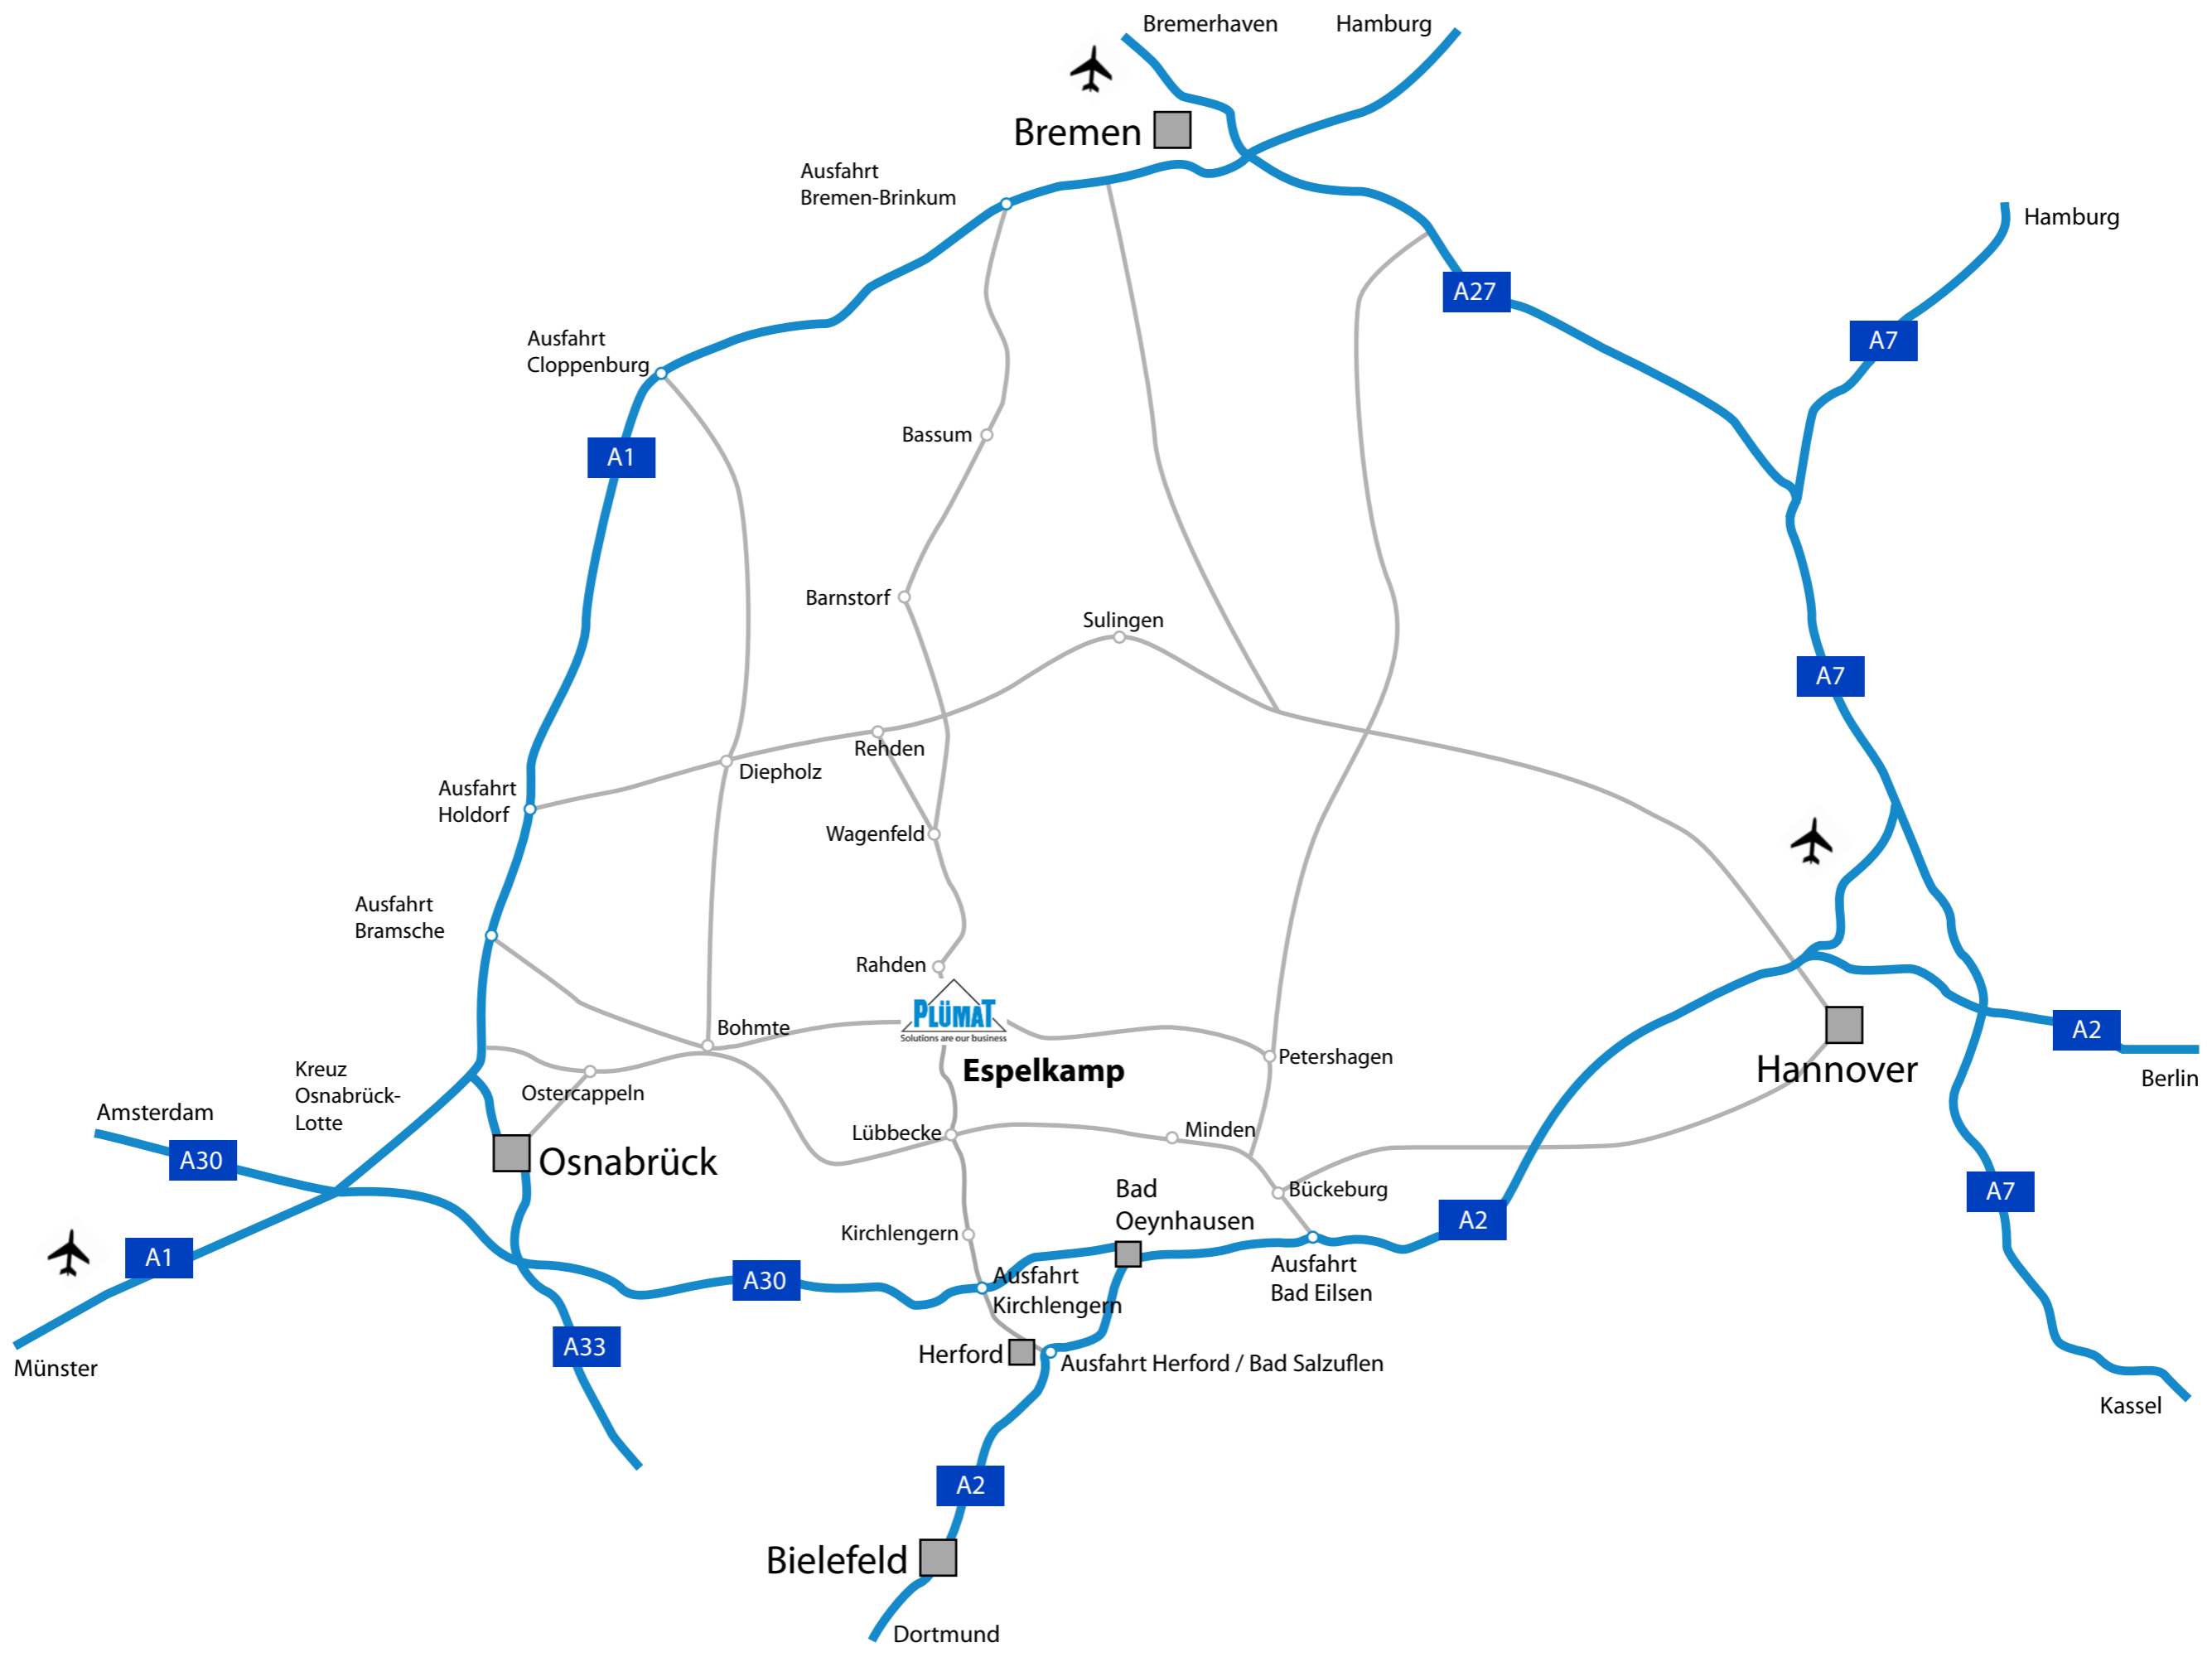 Bremerhaven
Hamburg
Bremen
Ausfahrt
Bremen-Brinkum
Hamburg
A27
A7
Ausfahrt
Cloppenburg
A1
Bassum
Barnstorf
Sulingen
A7
Rehden
Diepholz
Ausfahrt
Holdorf
Wagenfeld
Ausfahrt
Bramsche
Rahden
PLÜMAT
Solutions are our business
Bohmte
Espelkamp
Petershagen
Hannover
A2
Berlin
Kreuz
Osnabrück-
Lotte
Ostercappeln
Amsterdam
A30
Osnabrück
Lübbecke
Minden
Bückeburg
Bad
Oeynhausen
A2
A7
Kirchlengern
A1
A30
Ausfahrt
Kirchlengern
Ausfahrt
Bad Eilsen
A33
Herford
Ausfahrt Herford / Bad Salzuflen
Münster
Kassel
A2
Bielefeld
Dortmund